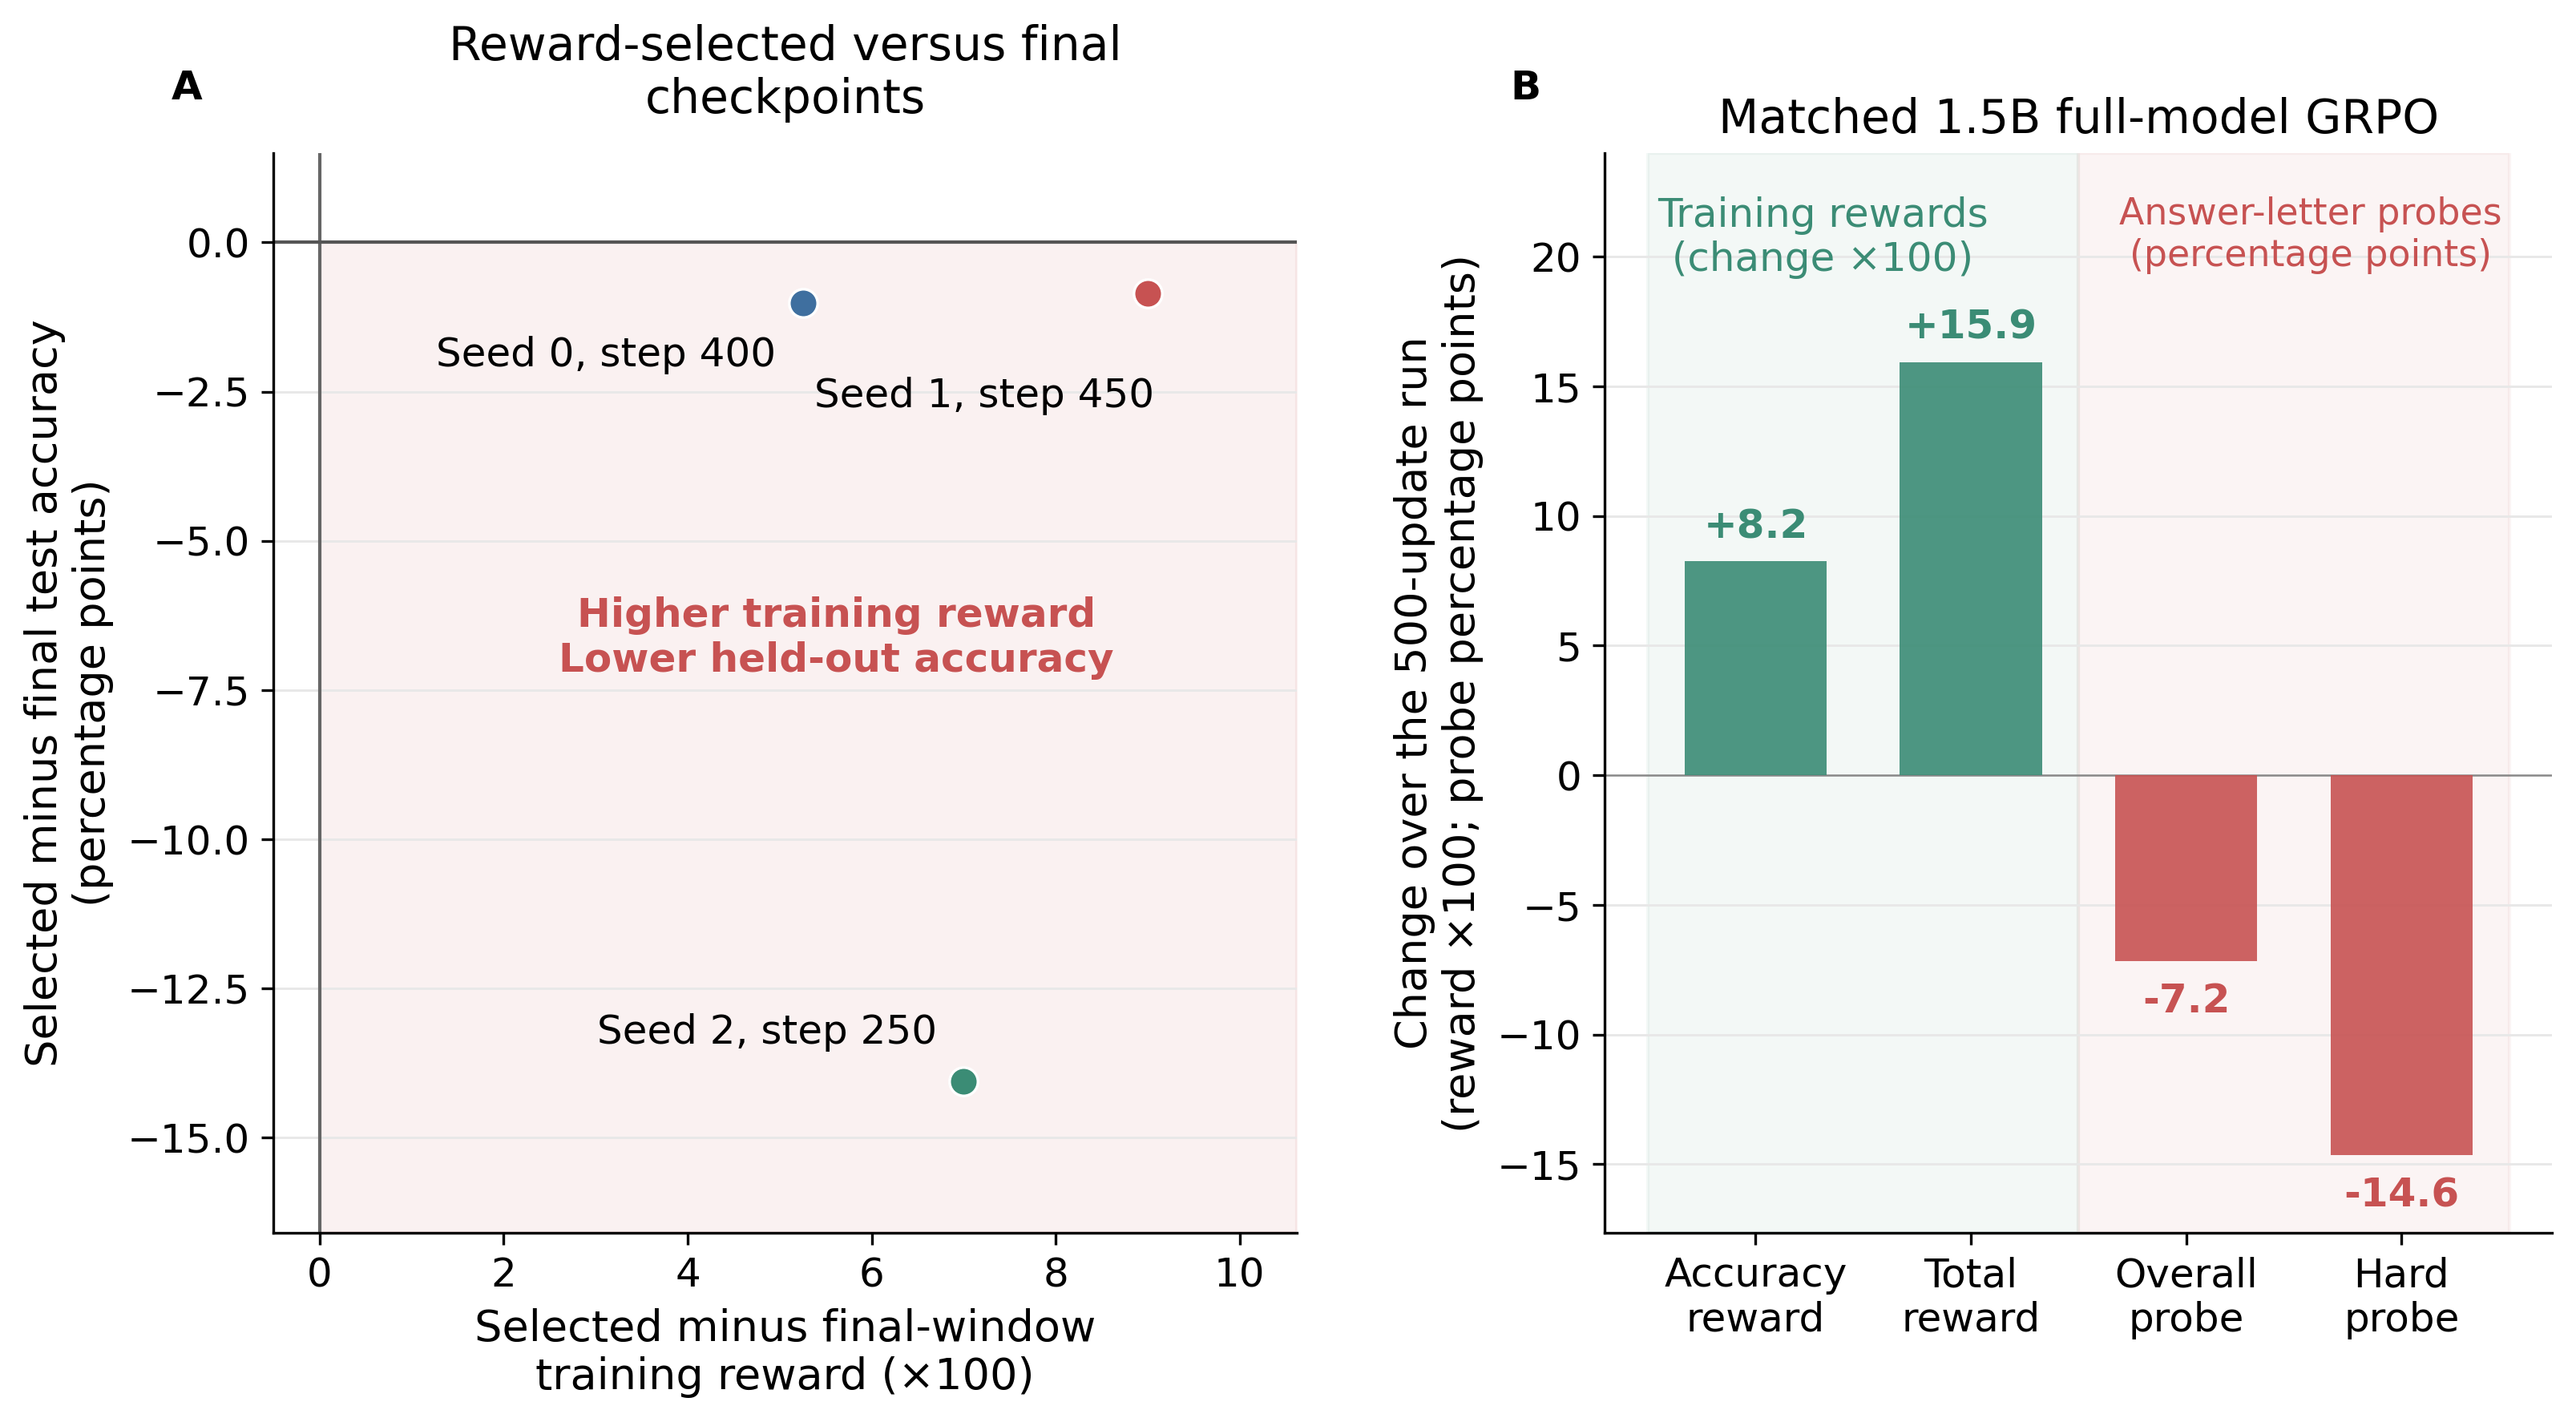 A
Reward-selected versus final
checkpoints
Selected minus final test accuracy
(percentage points)
0.0
−2.5
−5.0
−7.5
−10.0
−12.5
−15.0
Seed 0, step 400
Seed 1, step 450
Higher training reward
Lower held-out accuracy
Seed 2, step 250
0 2 4 6 8 10
Selected minus final-window
training reward (×100)
B
Matched 1.5B full-model GRPO
Change over the 500-update run
(reward ×100; probe percentage points)
20
15
10
5
0
−5
−10
−15
Training rewards
(change ×100)
Answer-letter probes
(percentage points)
+8.2
+15.9
-7.2
-14.6
Accuracy
reward
Total
reward
Overall
probe
Hard
probe